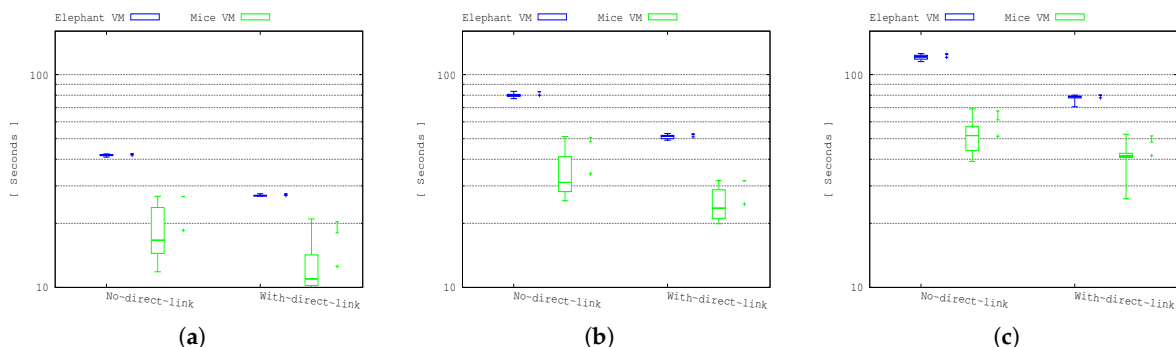 Elephant VM Mice VM
100
[ Seconds ]
10
No-direct-link With-direct-link
(a)
Elephant VM Mice VM
100
[ Seconds ]
10
No-direct-link With-direct-link
(b)
Elephant VM Mice VM
100
[ Seconds ]
10
No-direct-link With-direct-link
(c)